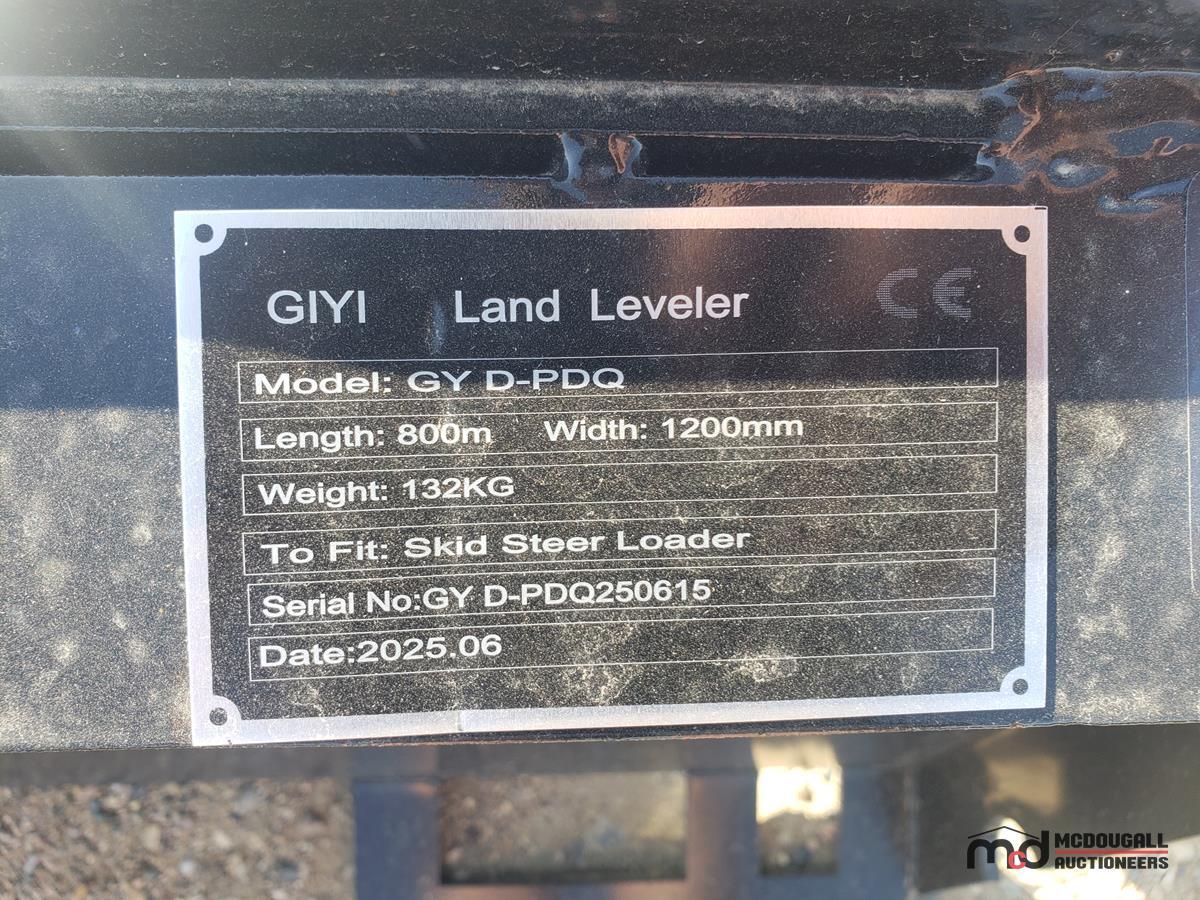 GIYI Land Leveler CE
Model: GY D-PDQ
Length: 800m Width: 1200mm
Weight: 132KG
To Fit: Skid Steer Loader
Serial No:GY D-PDQ250615
Date:2025.06
mcd MCDOUGALL
AUCTIONEERS